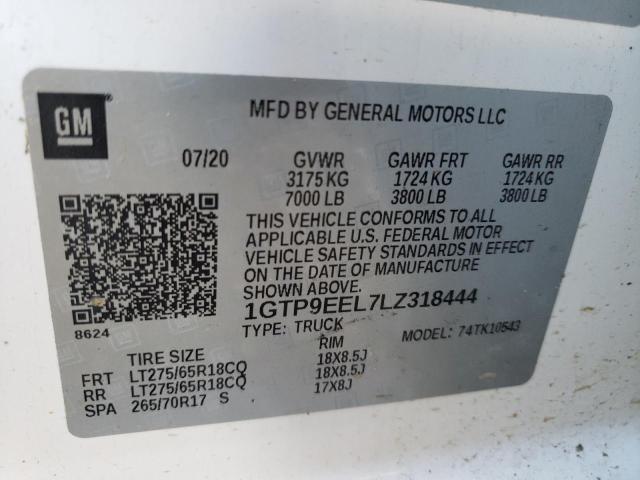 GM
MFD BY GENERAL MOTORS LLC
07/20 GVWR GAWR FRT GAWR RR
3175 KG 1724 KG 1724 KG
7000 LB 3800 LB 3800 LB
THIS VEHICLE CONFORMS TO ALL
APPLICABLE U.S. FEDERAL MOTOR
VEHICLE SAFETY STANDARDS IN EFFECT
ON THE DATE OF MANUFACTURE
SHOWN ABOVE.
1GTP9EEL7LZ318444
8624 TYPE: TRUCK MODEL: 74TK10543
TIRE SIZE RIM
FRT LT275/65R18CQ 18X8.5J
RR LT275/65R18CQ 18X8.5J
SPA 265/70R17 S 17X8J